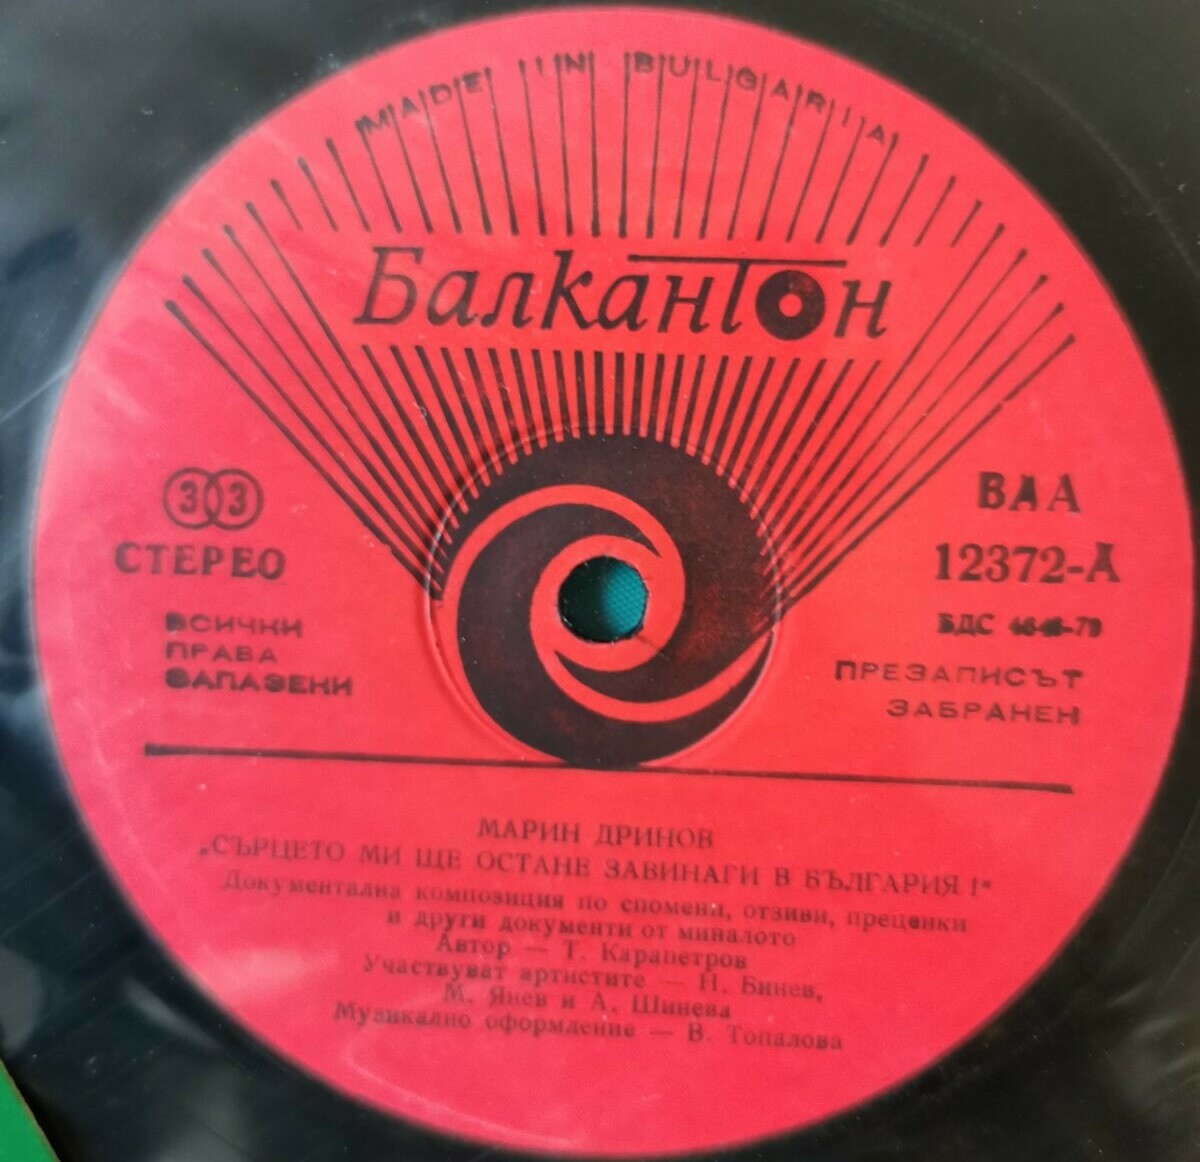 MADE IN BULGARIA
Балкантон
33
СТЕРЕО
ВСИЧКИ
ПРАВА
ЗАПАЗЕНИ
ВАА
12372-А
БДС
ПРЕЗАПИСЪТ
ЗАБРАНЕН
МАРИН ДРИНОВ
„СЪРЦЕТО МИ ЩЕ ОСТАНЕ ЗАВИНАГИ В БЪЛГАРИЯ!“
Документална композиция по спомени, отзиви, преценки
и други документи от миналото
Автор — Т. Карапетров
Участвуват артистите — Н. Бинев,
М. Янев и А. Шинева
Музикално оформление — В. Топалова